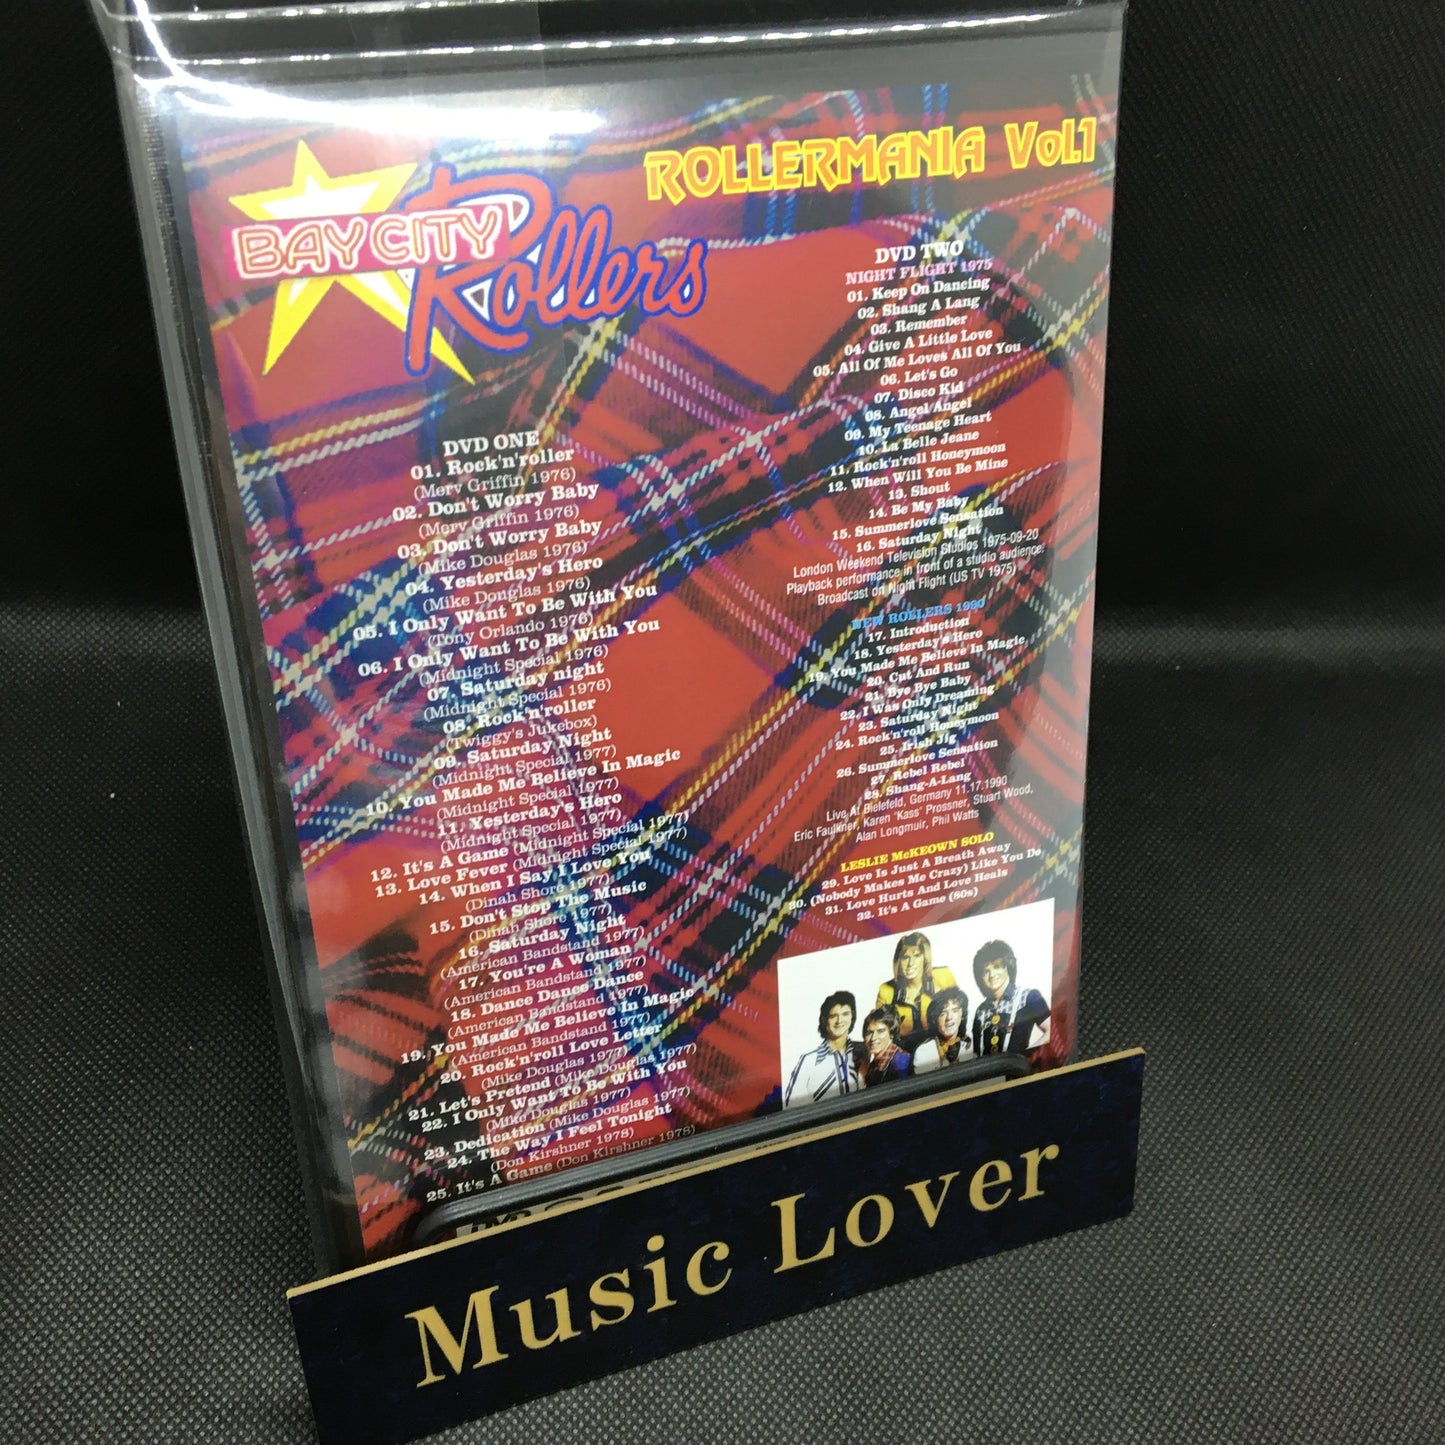 BAY CITY
Rollers
ROLLERMANIA Vol.1
DVD ONE
01. Rock'n'roller
(Merv Griffin 1976)
02. Don't Worry Baby
(Merv Griffin 1976)
03. Don't Worry Baby
(Mike Douglas 1976)
04. Yesterday's Hero
(Mike Douglas 1976)
05. I Only Want To Be With You
(Tony Orlando 1976)
06. I Only Want To Be With You
(Midnight Special 1976)
07. Saturday night
(Midnight Special 1976)
08. Rock'n'roller
(Twiggy's Jukebox)
09. Saturday Night
(Midnight Special 1977)
10. You Made Me Believe In Magic
(Midnight Special 1977)
11. Yesterday's Hero
(Midnight Special 1977)
12. It's A Game (Midnight Special 1977)
13. Love Fever (Midnight Special 1977)
14. When I Say I Love You
(Dinah Shore 1977)
15. Don't Stop The Music
(Dinah Shore 1977)
16. Saturday Night
(American Bandstand 1977)
17. You're A Woman
(American Bandstand 1977)
18. Dance Dance Dance
(American Bandstand 1977)
19. You Made Me Believe In Magic
(American Bandstand 1977)
20. Rock'n'roll Love Letter
(Mike Douglas 1977)
21. Let's Pretend (Mike Douglas 1977)
22. I Only Want To Be With You
(Mike Douglas 1977)
23. Dedication (Mike Douglas 1977)
24. The Way I Feel Tonight
(Don Kirshner 1978)
25. It's A Game (Don Kirshner 1978)
DVD TWO
NIGHT FLIGHT 1975
01. Keep On Dancing
02. Shang A Lang
03. Remember
04. Give A Little Love
05. All Of Me Loves All Of You
06. Let's Go
07. Disco Kid
08. Angel Angel
09. My Teenage Heart
10. La Belle Jeane
11. Rock'n'roll Honeymoon
12. When Will You Be Mine
13. Shout
14. Be My Baby
15. Summerlove Sensation
16. Saturday Night
London Weekend Television Studios 1975-09-20
Playback performance in front of a studio audience.
Broadcast on Night Flight (US TV 1975)
NEW ROLLERS 1990
17. Introduction
18. Yesterday's Hero
19. You Made Me Believe In Magic
20. Cut And Run
21. Bye Bye Baby
22. I Was Only Dreaming
23. Saturday Night
24. Rock'n'roll Honeymoon
25. Irish Jig
26. Summerlove Sensation
27. Rebel Rebel
28. Shang-A-Lang
Live At Bielefeld, Germany 11.17.1990
Eric Faulkner, Karen "Kass" Prossner, Stuart Wood,
Alan Longmuir, Phil Watts
LESLIE McKEOWN SOLO
29. Love Is Just A Breath Away
30. (Nobody Makes Me Crazy) Like You Do
31. Love Hurts And Love Heals
32. It's A Game (80s)
Music Lover